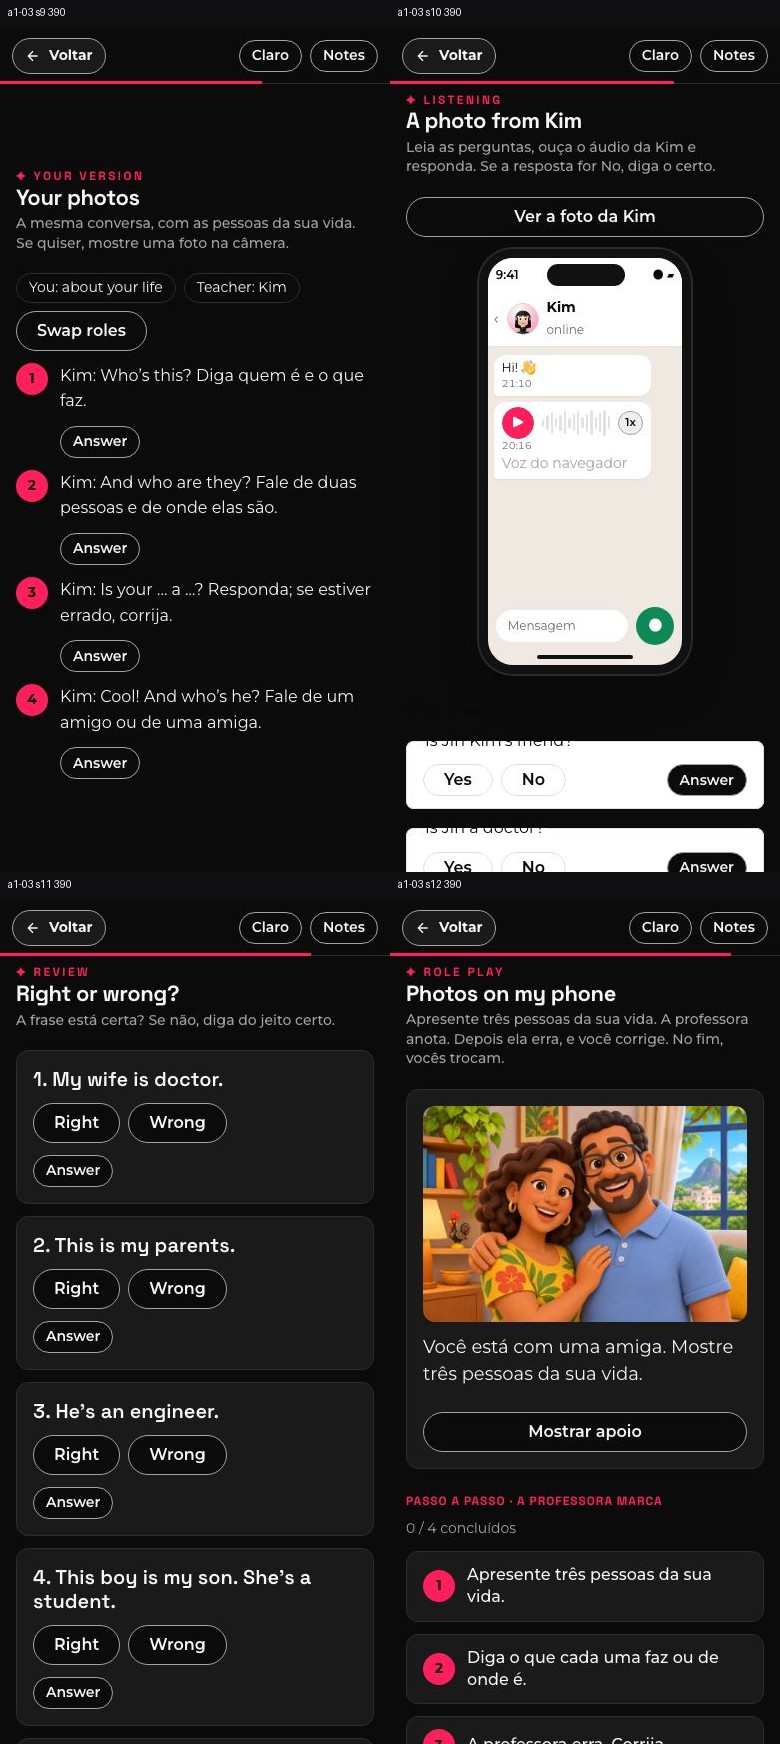 a1-03 s9 390
← Voltar
Claro
Notes
✦ YOUR VERSION
Your photos
A mesma conversa, com as pessoas da sua vida.
Se quiser, mostre uma foto na câmera.
You: about your life
Teacher: Kim
Swap roles
1
Kim: Who’s this? Diga quem é e o que
faz.
Answer
2
Kim: And who are they? Fale de duas
pessoas e de onde elas são.
Answer
3
Kim: Is your ... a ...? Responda; se estiver
errado, corrija.
Answer
4
Kim: Cool! And who’s he? Fale de um
amigo ou de uma amiga.
Answer
a1-03 s10 390
← Voltar
Claro
Notes
✦ LISTENING
A photo from Kim
Leia as perguntas, ouça o áudio da Kim e
responda. Se a resposta for No, diga o certo.
Ver a foto da Kim
9:41
Kim
online
Hi! 👋
21:10
1x
20:16
Voz do navegador
Mensagem
Is Jin Kim’s friend?
Yes
No
Answer
Is Jin a doctor?
Yes
No
Answer
a1-03 s11 390
← Voltar
Claro
Notes
✦ REVIEW
Right or wrong?
A frase está certa? Se não, diga do jeito certo.
1. My wife is doctor.
Right
Wrong
Answer
2. This is my parents.
Right
Wrong
Answer
3. He’s an engineer.
Right
Wrong
Answer
4. This boy is my son. She’s a
student.
Right
Wrong
Answer
a1-03 s12 390
← Voltar
Claro
Notes
✦ ROLE PLAY
Photos on my phone
Apresente três pessoas da sua vida. A professora
anota. Depois ela erra, e você corrige. No fim,
vocês trocam.
Você está com uma amiga. Mostre
três pessoas da sua vida.
Mostrar apoio
PASSO A PASSO · A PROFESSORA MARCA
0 / 4 concluídos
1
Apresente três pessoas da sua
vida.
2
Diga o que cada uma faz ou de
onde é.
3
A professora erra. Corrija.